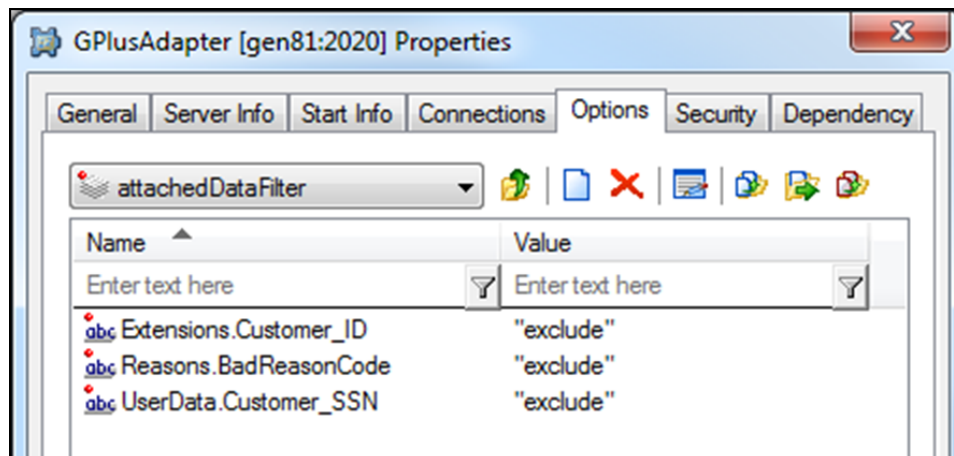 GPlusAdapter [gen81:2020] Properties
General Server Info Start Info Connections Options Security Dependency
attachedDataFilter
Name Value
Enter text here Enter text here
abc Extensions.Customer_ID "exclude"
abc Reasons.BadReasonCode "exclude"
abc UserData.Customer_SSN "exclude"